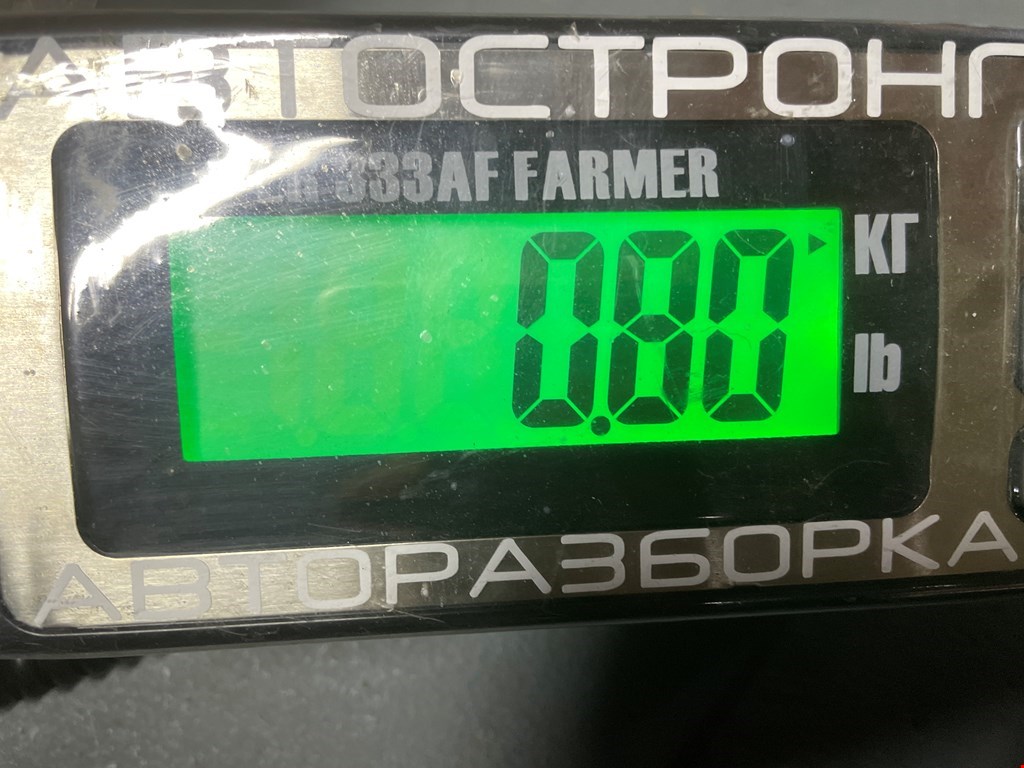 АВТОСТРОНГ
333AF FARMER
0.80
КГ
lb
АВТОРАЗБОРКА